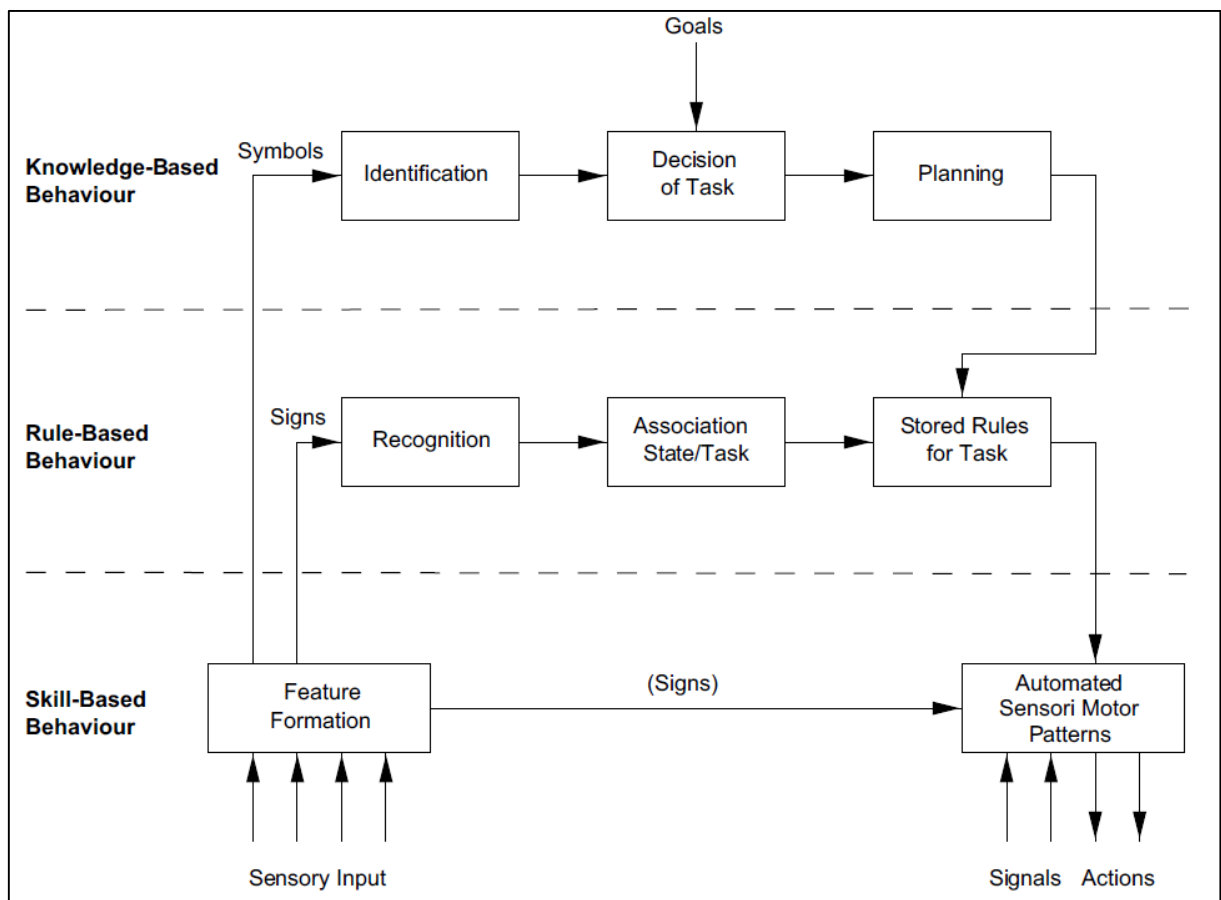 Goals
Knowledge-Based
Behaviour
Symbols
Identification
Decision
of Task
Planning
Rule-Based
Behaviour
Signs
Recognition
Association
State/Task
Stored Rules
for Task
Skill-Based
Behaviour
Feature
Formation
(Signs)
Automated
Sensori Motor
Patterns
Sensory Input
Signals
Actions